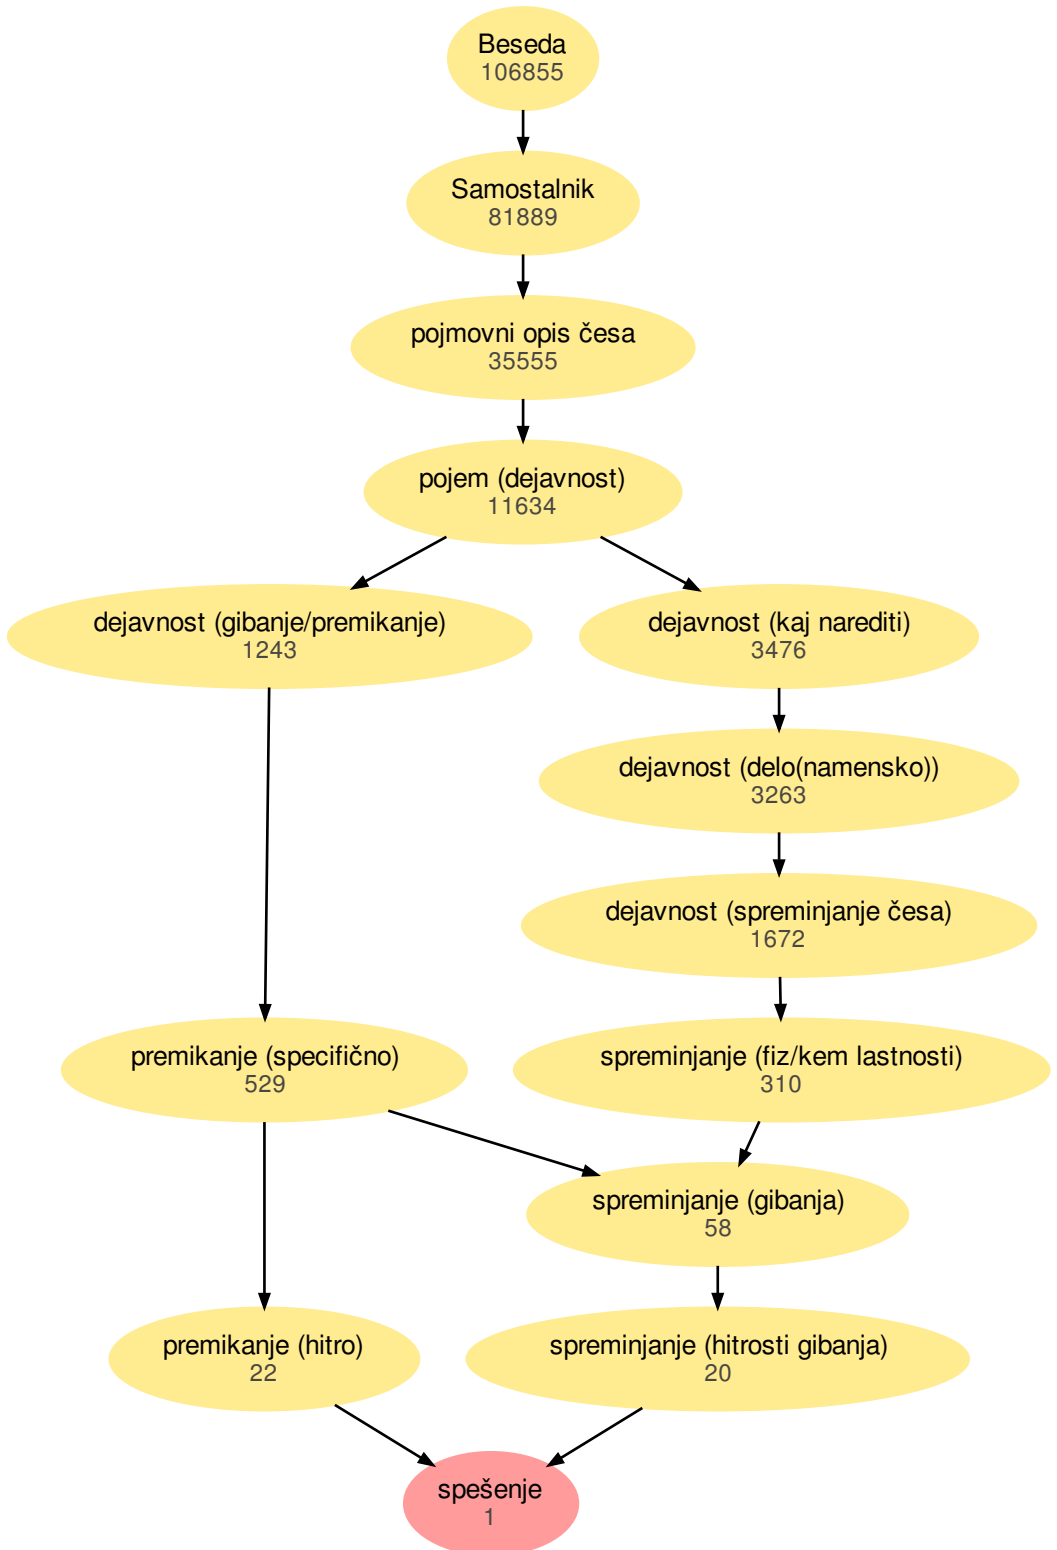 Beseda
106855
Samostalnik
81889
pojmovni opis česa
35555
pojem (dejavnost)
11634
dejavnost (gibanje/premikanje)
1243
dejavnost (kaj narediti)
3476
dejavnost (delo(namensko))
3263
dejavnost (spreminjanje česa)
1672
premikanje (specifično)
529
spreminjanje (fiz/kem lastnosti)
310
spreminjanje (gibanja)
58
premikanje (hitro)
22
spreminjanje (hitrosti gibanja)
20
spešenje
1